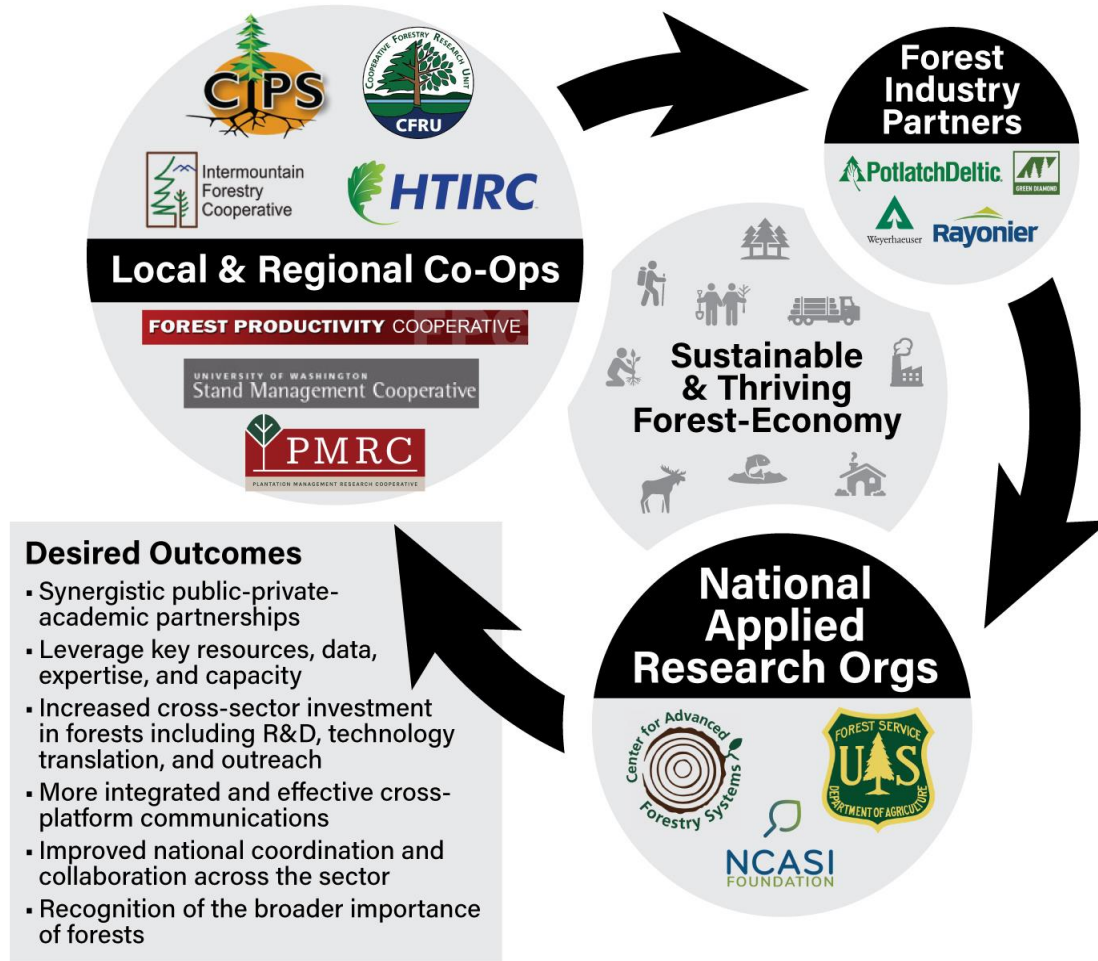 CIPS
COOPERATIVE FORESTRY RESEARCH UNIT
CFRU
Intermountain
Forestry
Cooperative
HTIRC
Local & Regional Co-Ops
FPC
FOREST PRODUCTIVITY COOPERATIVE
UNIVERSITY OF WASHINGTON
Stand Management Cooperative
PMRC
PLANTATION MANAGEMENT RESEARCH COOPERATIVE
Forest
Industry
Partners
PotlatchDeltic
GREEN DIAMOND
Weyerhaeuser
Rayonier
Sustainable
& Thriving
Forest-Economy
National
Applied
Research Orgs
Center for Advanced
Forestry Systems
FOREST SERVICE
U S
DEPARTMENT OF AGRICULTURE
NCASI
FOUNDATION
Desired Outcomes
▪ Synergistic public-private-
academic partnerships
▪ Leverage key resources, data,
expertise, and capacity
▪ Increased cross-sector investment
in forests including R&D, technology
translation, and outreach
▪ More integrated and effective cross-
platform communications
▪ Improved national coordination and
collaboration across the sector
▪ Recognition of the broader importance
of forests